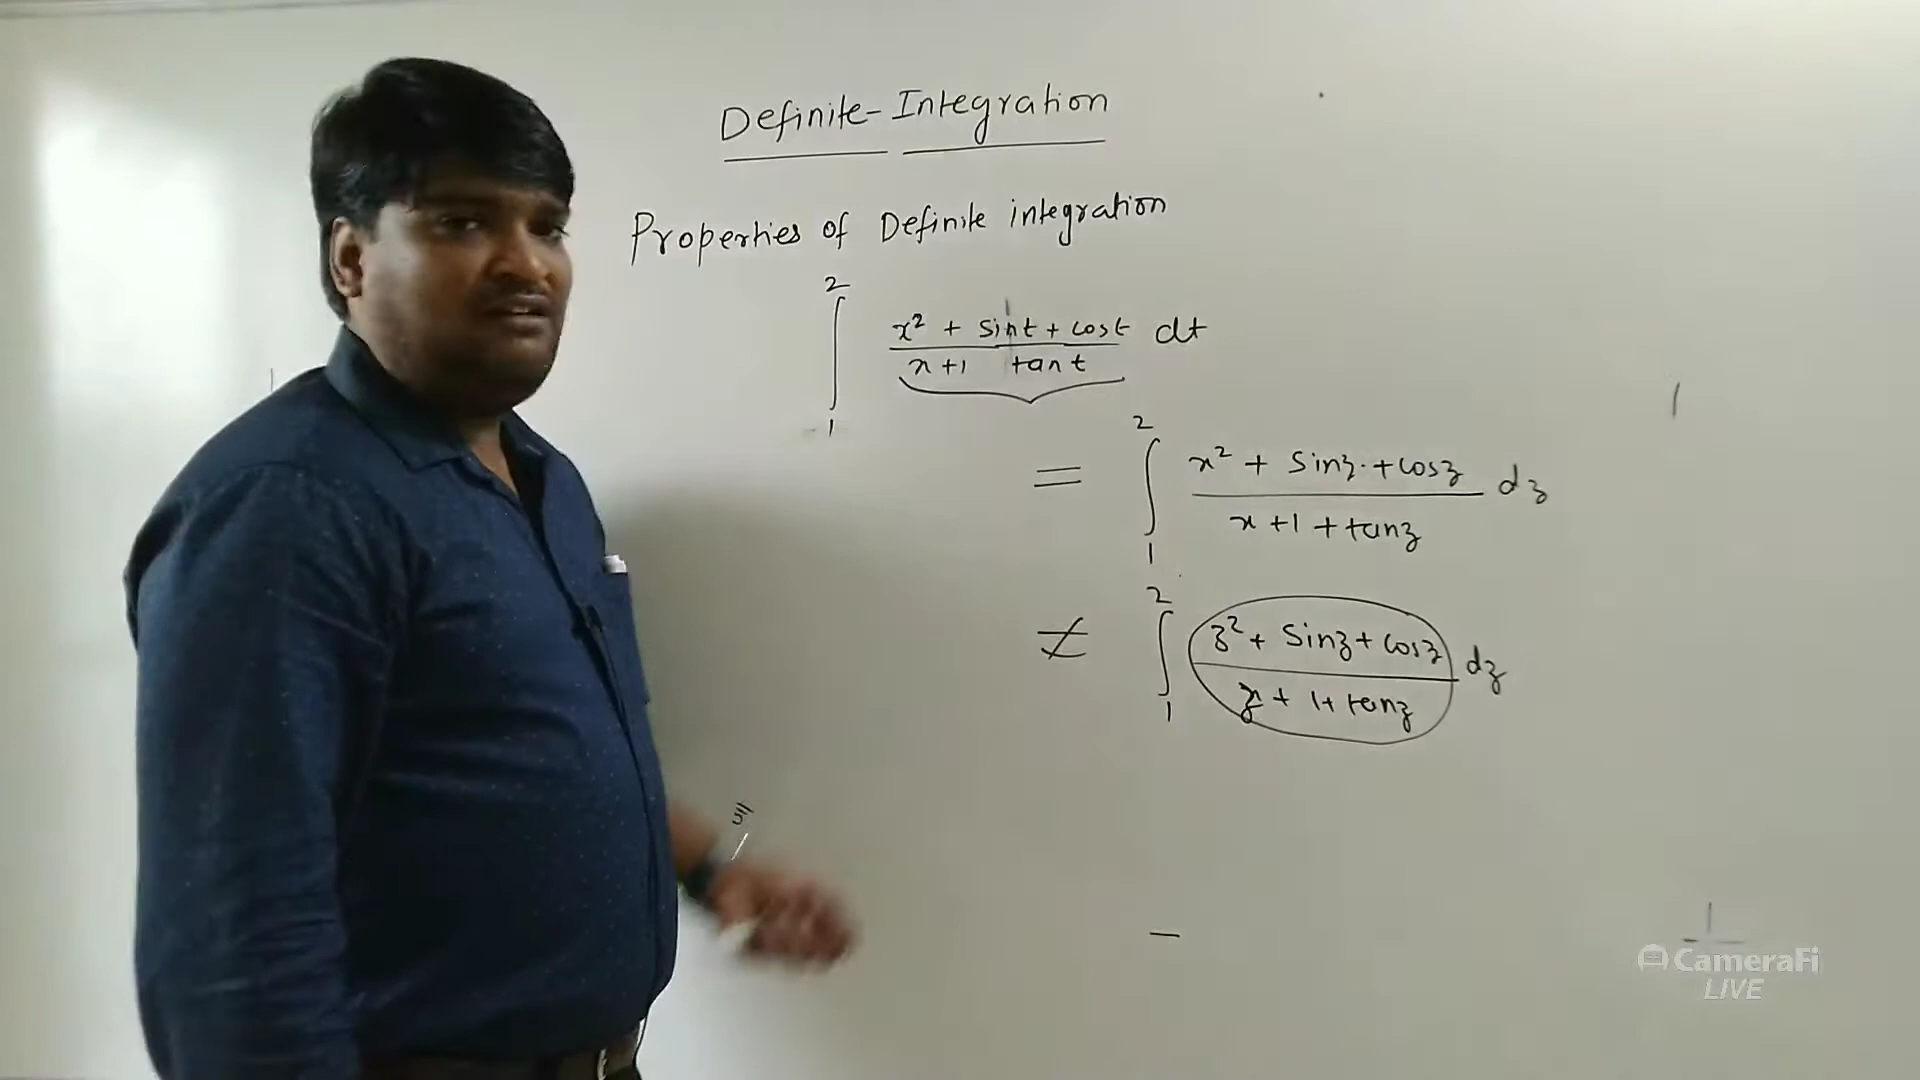 Definite-Integration
Properties of Definite integration
2
∫ x² + sint + cost dt
x+1 tant
1
2
= ∫ x² + sinz + cosz dz
x+1+tanz
1
2
≠ ∫ z² + sinz + cosz dz
z + 1+ tanz
1
CameraFi
LIVE